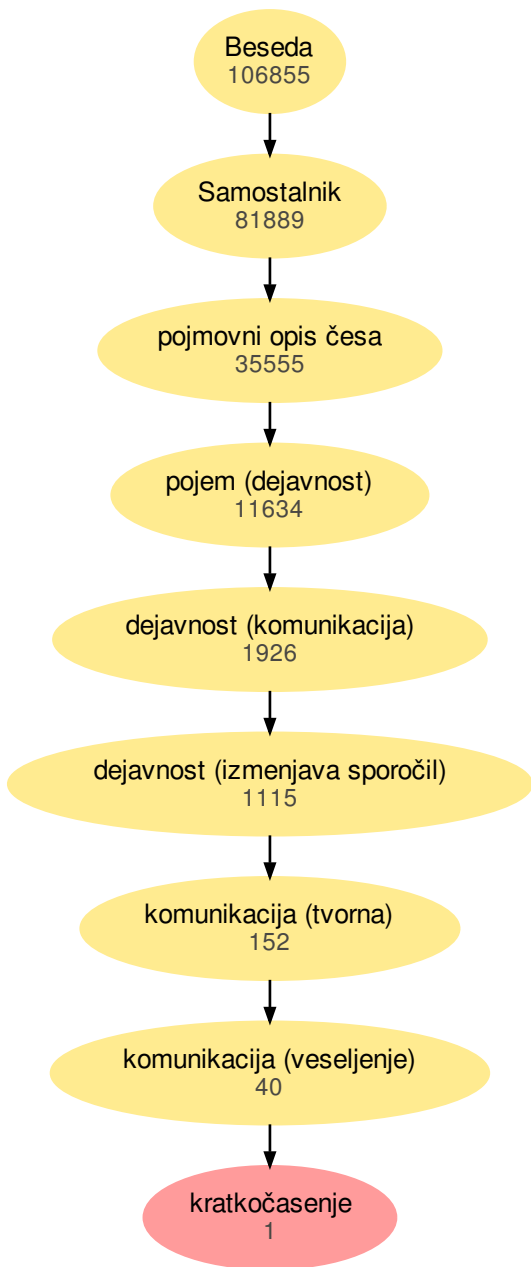 Beseda
106855
Samostalnik
81889
pojmovni opis česa
35555
pojem (dejavnost)
11634
dejavnost (komunikacija)
1926
dejavnost (izmenjava sporočil)
1115
komunikacija (tvorna)
152
komunikacija (veseljenje)
40
kratkočasenje
1